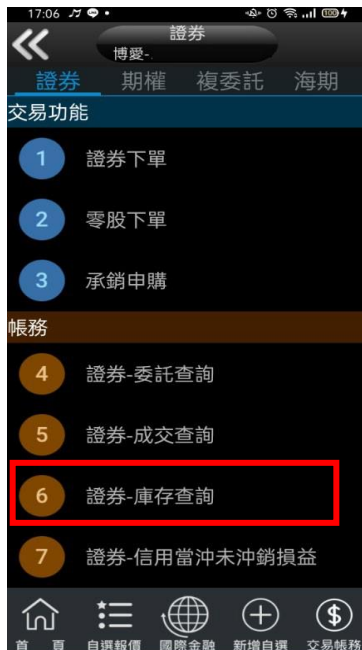 17:06
證券
博愛-
證券 期權 複委託 海期
交易功能
1 證券下單
2 零股下單
3 承銷申購
帳務
4 證券-委託查詢
5 證券-成交查詢
6 證券-庫存查詢
7 證券-信用當沖未沖銷損益
首 頁 自選報價 國際金融 新增自選 交易帳務